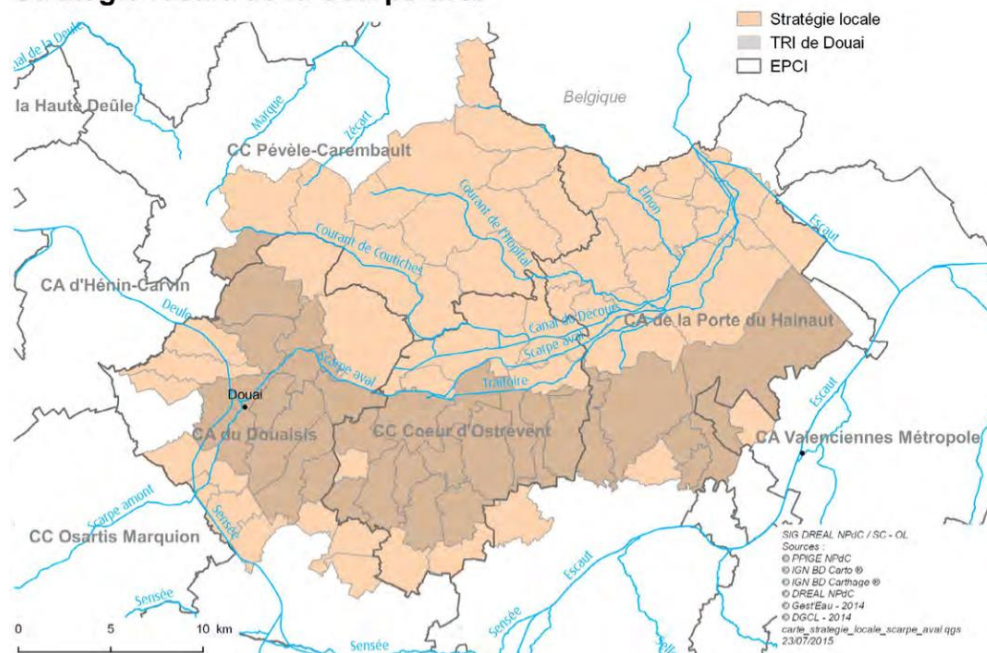 Stratégie locale
TRI de Douai
EPCI
Belgique
la Haute Deûle
Marque
Zécart
CC Pévèle-Carembault
Courant de l'hôpital
Elnon
Escaut
Courant de Coutiches
CA d'Hénin-Carvin
Deule
Canal du Décours
CA de la Porte du Hainaut
Scarpe aval
Scarpe aval
Traitoire
Douai
Escaut
CA du Douaisis
CC Coeur d'Ostrevent
CA Valenciennes Métropole
Scarpe amont
Sensée
CC Osartis Marquion
Escaut
Sensée
Sensée
Sensée
0 5 10 km
SIG DREAL NPdC / SC - OL
Sources :
© PPIGE NPdC
© IGN BD Carto ®
© IGN BD Carthage ®
© DREAL NPdC
© Gest'Eau - 2014
© DGCL - 2014
carte_strategie_locale_scarpe_aval.qgs
23/07/2015